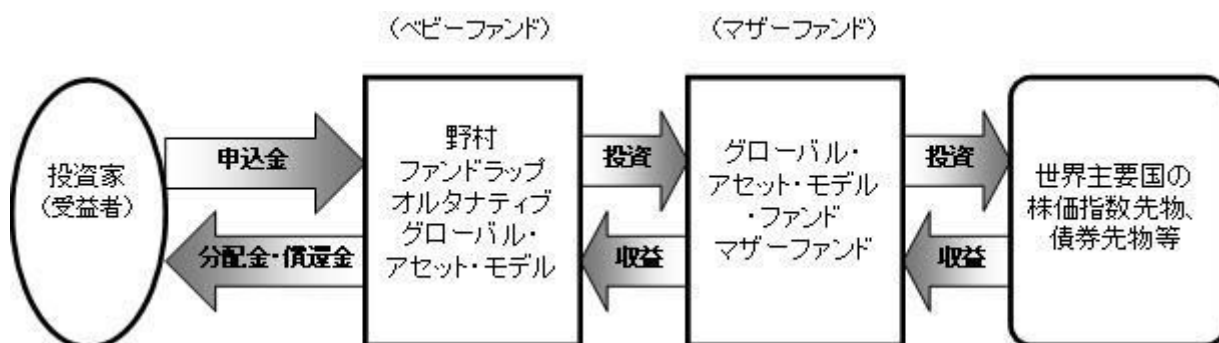 （ベビーファンド）
（マザーファンド）
投資家
（受益者）
申込金
分配金・償還金
野村
ファンドラップ
オルタナティブ
グローバル・
アセット・モデル
投資
収益
グローバル・
アセット・モデル
・ファンド
マザーファンド
投資
収益
世界主要国の
株価指数先物、
債券先物等